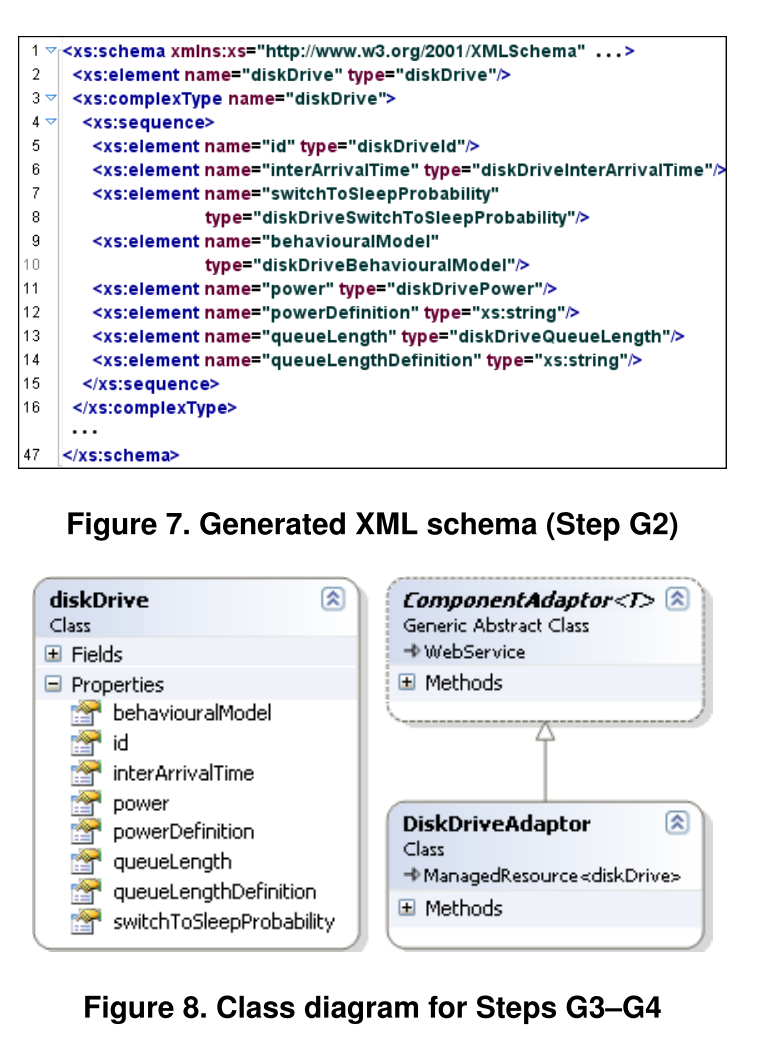 1 <xs:schema xmlns:xs="http://www.w3.org/2001/XMLSchema" ...>
2 <xs:element name="diskDrive" type="diskDrive"/>
3 <xs:complexType name="diskDrive">
4 <xs:sequence>
5 <xs:element name="id" type="diskDriveId"/>
6 <xs:element name="interArrivalTime" type="diskDriveInterArrivalTime"/>
7 <xs:element name="switchToSleepProbability"
8 type="diskDriveSwitchToSleepProbability"/>
9 <xs:element name="behaviouralModel"
10 type="diskDriveBehaviouralModel"/>
11 <xs:element name="power" type="diskDrivePower"/>
12 <xs:element name="powerDefinition" type="xs:string"/>
13 <xs:element name="queueLength" type="diskDriveQueueLength"/>
14 <xs:element name="queueLengthDefinition" type="xs:string"/>
15 </xs:sequence>
16 </xs:complexType>
...
47 </xs:schema>
Figure 7. Generated XML schema (Step G2)
diskDrive
Class
Fields
Properties
behaviouralModel
id
interArrivalTime
power
powerDefinition
queueLength
queueLengthDefinition
switchToSleepProbability
ComponentAdaptor<T>
Generic Abstract Class
WebService
Methods
DiskDriveAdaptor
Class
ManagedResource<diskDrive>
Methods
Figure 8. Class diagram for Steps G3–G4